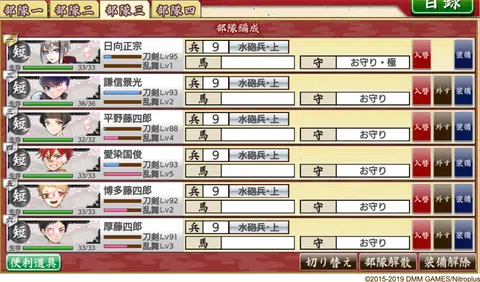 部隊一 部隊二 部隊三 部隊四 目録
部隊編成
短 日向正宗 刀剣Lv95 乱舞Lv1 生存 33/33 兵 9 水砲兵・上 馬 守 お守り・極 入替 装備
短 謙信景光 刀剣Lv93 乱舞Lv2 生存 36/36 兵 9 水砲兵・上 馬 守 お守り 入替 外す 装備
短 平野藤四郎 刀剣Lv88 乱舞Lv4 生存 32/32 兵 9 水砲兵・上 馬 守 お守り 入替 外す 装備
短 愛染国俊 刀剣Lv93 乱舞Lv5 生存 33/33 兵 9 水砲兵・上 馬 守 お守り 入替 外す 装備
短 博多藤四郎 刀剣Lv92 乱舞Lv2 生存 33/33 兵 9 水砲兵・上 馬 守 お守り 入替 外す 装備
六 短 厚藤四郎 刀剣Lv91 乱舞Lv3 生存 33/33 兵 9 水砲兵・上 馬 守 お守り 入替 外す 装備
便利道具 切り替え 部隊解散 装備解除
©2015-2019 DMM GAMES/Nitroplus